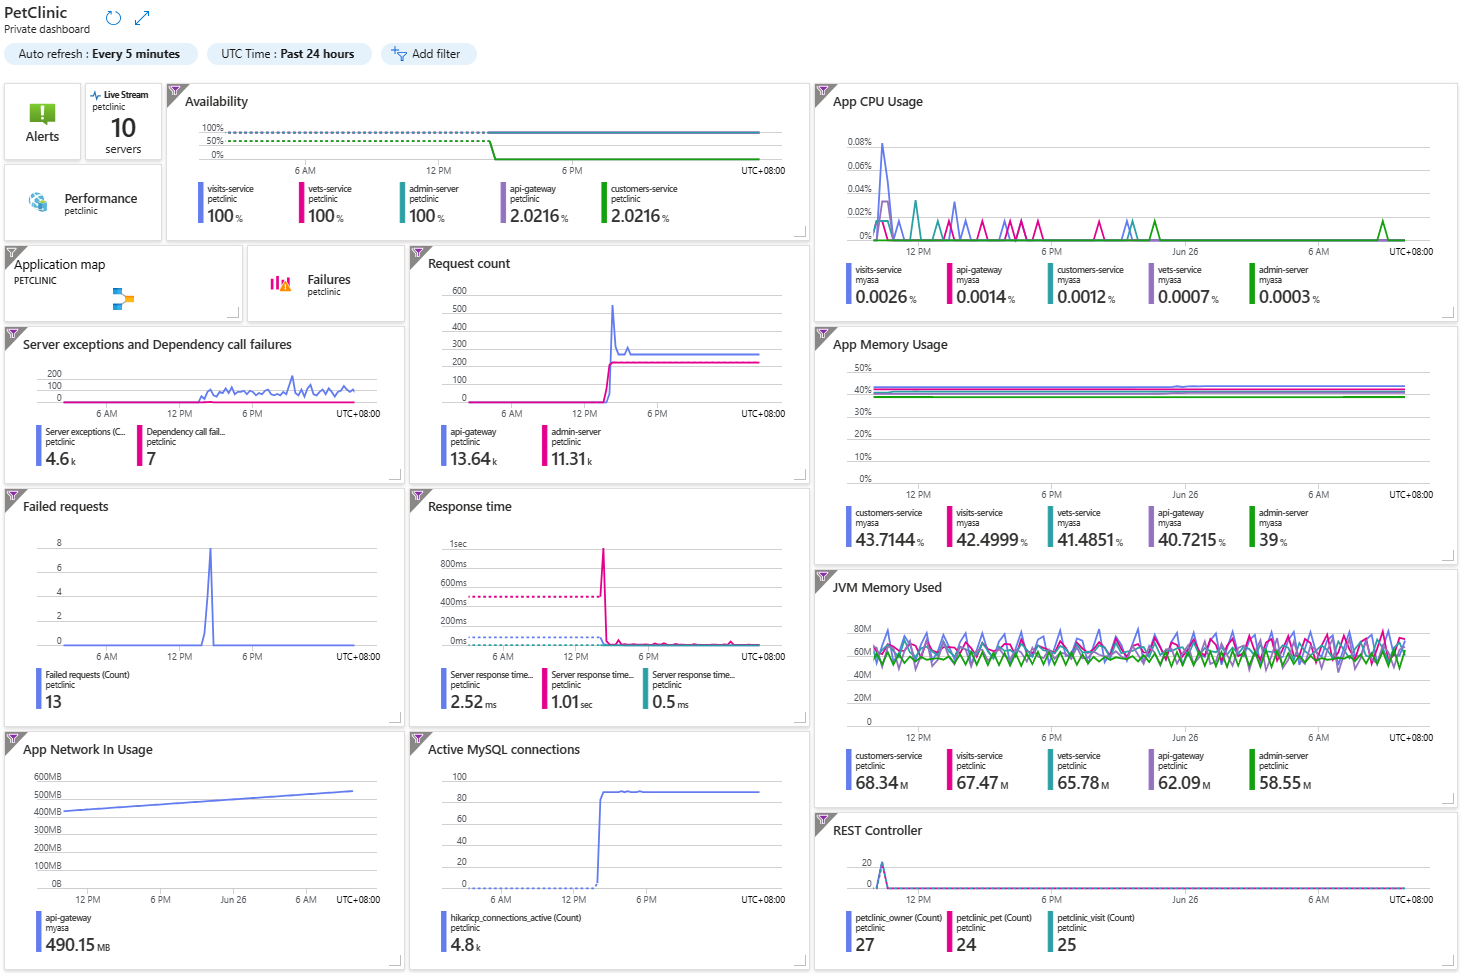 PetClinic
Private dashboard
Auto refresh : Every 5 minutes
UTC Time : Past 24 hours
Add filter
Alerts
Live Stream
petclinic
10
servers
Performance
petclinic
Availability
100%
50%
0%
6 AM 12 PM 6 PM UTC+08:00
visits-service
petclinic
100 %
vets-service
petclinic
100 %
admin-server
petclinic
100 %
api-gateway
petclinic
2.0216 %
customers-service
petclinic
2.0216 %
App CPU Usage
0.08%
0.06%
0.04%
0.02%
0%
12 PM 6 PM Jun 26 6 AM UTC+08:00
visits-service
myasa
0.0026 %
api-gateway
myasa
0.0014 %
customers-service
myasa
0.0012 %
vets-service
myasa
0.0007 %
admin-server
myasa
0.0003 %
Application map
PETCLINIC
Failures
petclinic
Request count
600
500
400
300
200
100
0
6 AM 12 PM 6 PM UTC+08:00
api-gateway
petclinic
13.64 k
admin-server
petclinic
11.31 k
Server exceptions and Dependency call failures
200
100
0
6 AM 12 PM 6 PM UTC+08:00
Server exceptions (C...
petclinic
4.6 k
Dependency call fail...
petclinic
7
App Memory Usage
50%
40%
30%
20%
10%
0%
12 PM 6 PM Jun 26 6 AM UTC+08:00
customers-service
myasa
43.7144 %
visits-service
myasa
42.4999 %
vets-service
myasa
41.4851 %
api-gateway
myasa
40.7215 %
admin-server
myasa
39 %
Failed requests
8
6
4
2
0
6 AM 12 PM 6 PM UTC+08:00
Failed requests (Count)
petclinic
13
Response time
1sec
800ms
600ms
400ms
200ms
0ms
6 AM 12 PM 6 PM UTC+08:00
Server response time...
petclinic
2.52 ms
Server response time...
petclinic
1.01 sec
Server response time...
petclinic
0.5 ms
JVM Memory Used
80M
60M
40M
20M
0
12 PM 6 PM Jun 26 6 AM UTC+08:00
customers-service
petclinic
68.34 M
visits-service
petclinic
67.47 M
vets-service
petclinic
65.78 M
api-gateway
petclinic
62.09 M
admin-server
petclinic
58.55 M
App Network In Usage
600MB
500MB
400MB
300MB
200MB
100MB
0B
12 PM 6 PM Jun 26 6 AM UTC+08:00
api-gateway
myasa
490.15 MB
Active MySQL connections
100
80
60
40
20
0
6 AM 12 PM 6 PM UTC+08:00
hikaricp_connections_active (Count)
petclinic
4.8 k
REST Controller
20
0
12 PM 6 PM Jun 26 6 AM UTC+08:00
petclinic_owner (Count)
petclinic
27
petclinic_pet (Count)
petclinic
24
petclinic_visit (Count)
petclinic
25